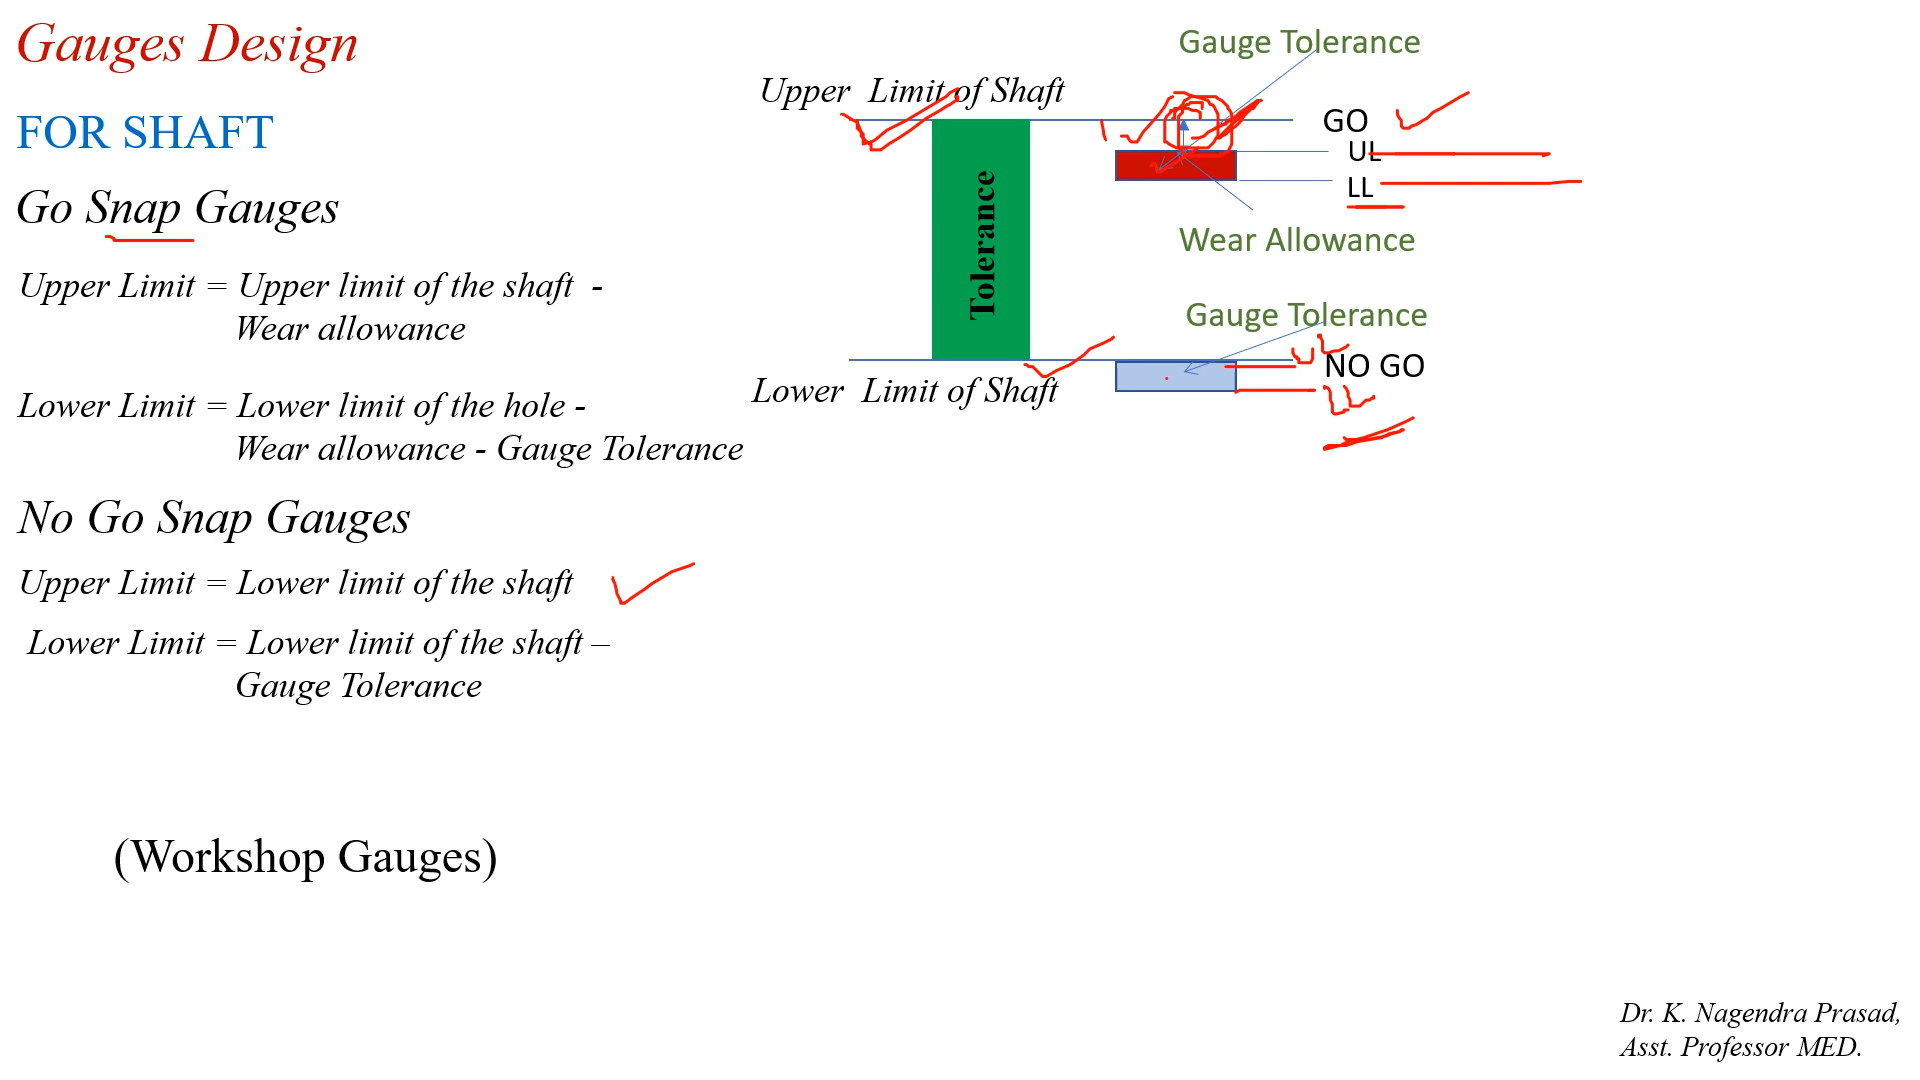 Gauges Design
FOR SHAFT
Go Snap Gauges
Upper Limit = Upper limit of the shaft -
Wear allowance
Lower Limit = Lower limit of the hole -
Wear allowance - Gauge Tolerance
No Go Snap Gauges
Upper Limit = Lower limit of the shaft
Lower Limit = Lower limit of the shaft –
Gauge Tolerance
(Workshop Gauges)
Gauge Tolerance
Upper Limit of Shaft
GO
UL
LL
Tolerance
Wear Allowance
Gauge Tolerance
UL
NO GO
Lower Limit of Shaft
LL
Dr. K. Nagendra Prasad,
Asst. Professor MED.